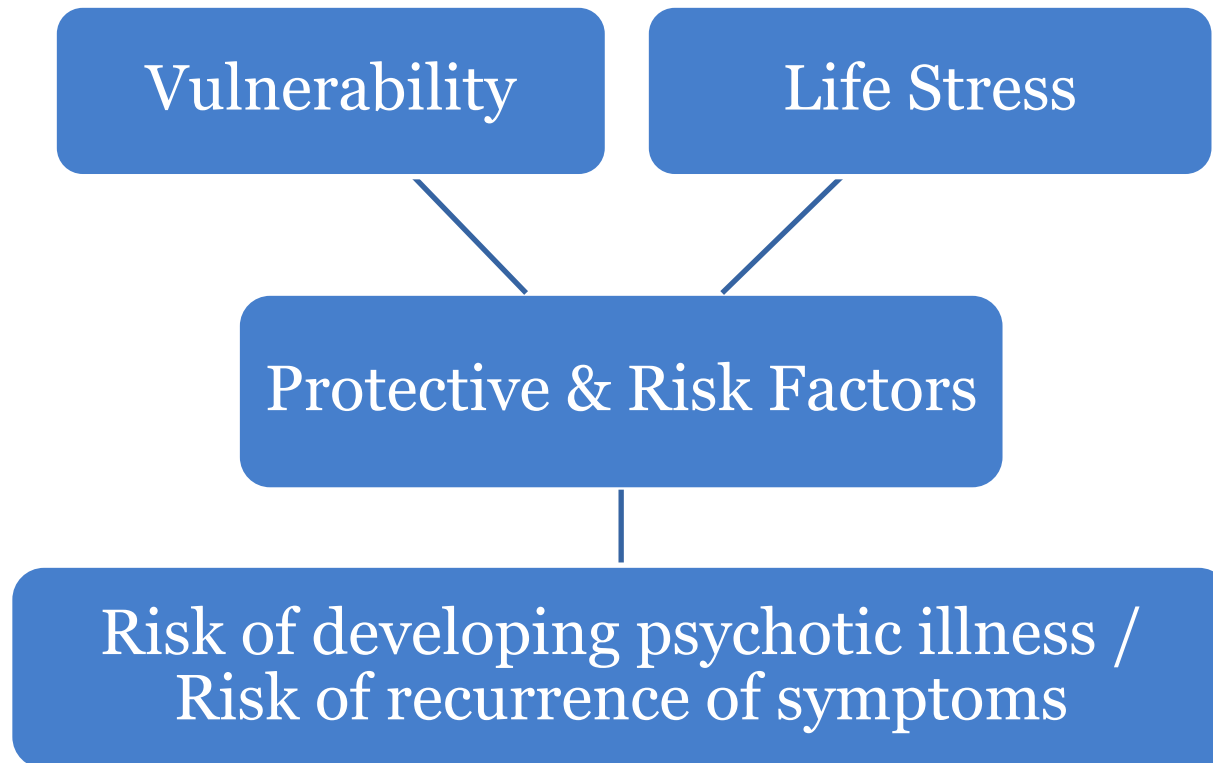 Vulnerability
Life Stress
Protective & Risk Factors
Risk of developing psychotic illness /
Risk of recurrence of symptoms